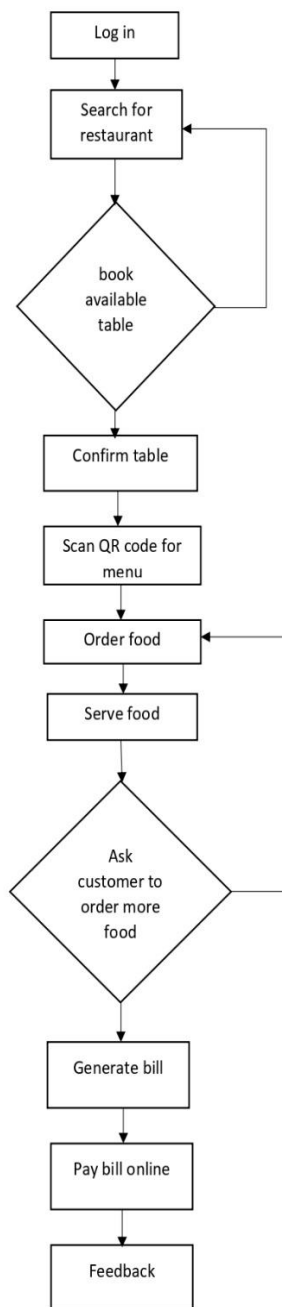 Log in
Search for
restaurant
book
available
table
Confirm table
Scan QR code for
menu
Order food
Serve food
Ask
customer to
order more
food
Generate bill
Pay bill online
Feedback